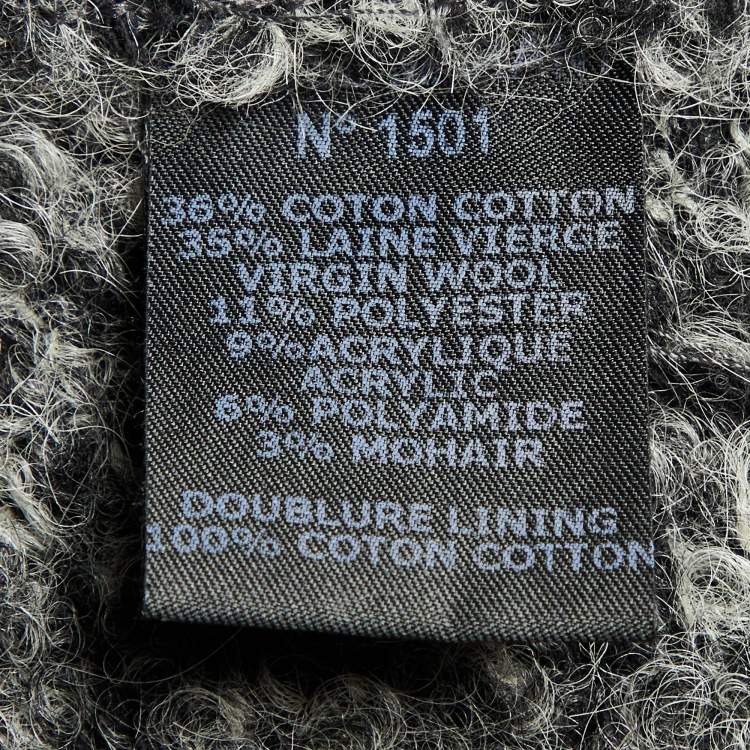 N° 1501
36% COTON COTTON
35% LAINE VIERGE
VIRGIN WOOL
11% POLYESTER
9% ACRYLIQUE
ACRYLIC
6% POLYAMIDE
3% MOHAIR
DOUBLURE LINING
100% COTON COTTON